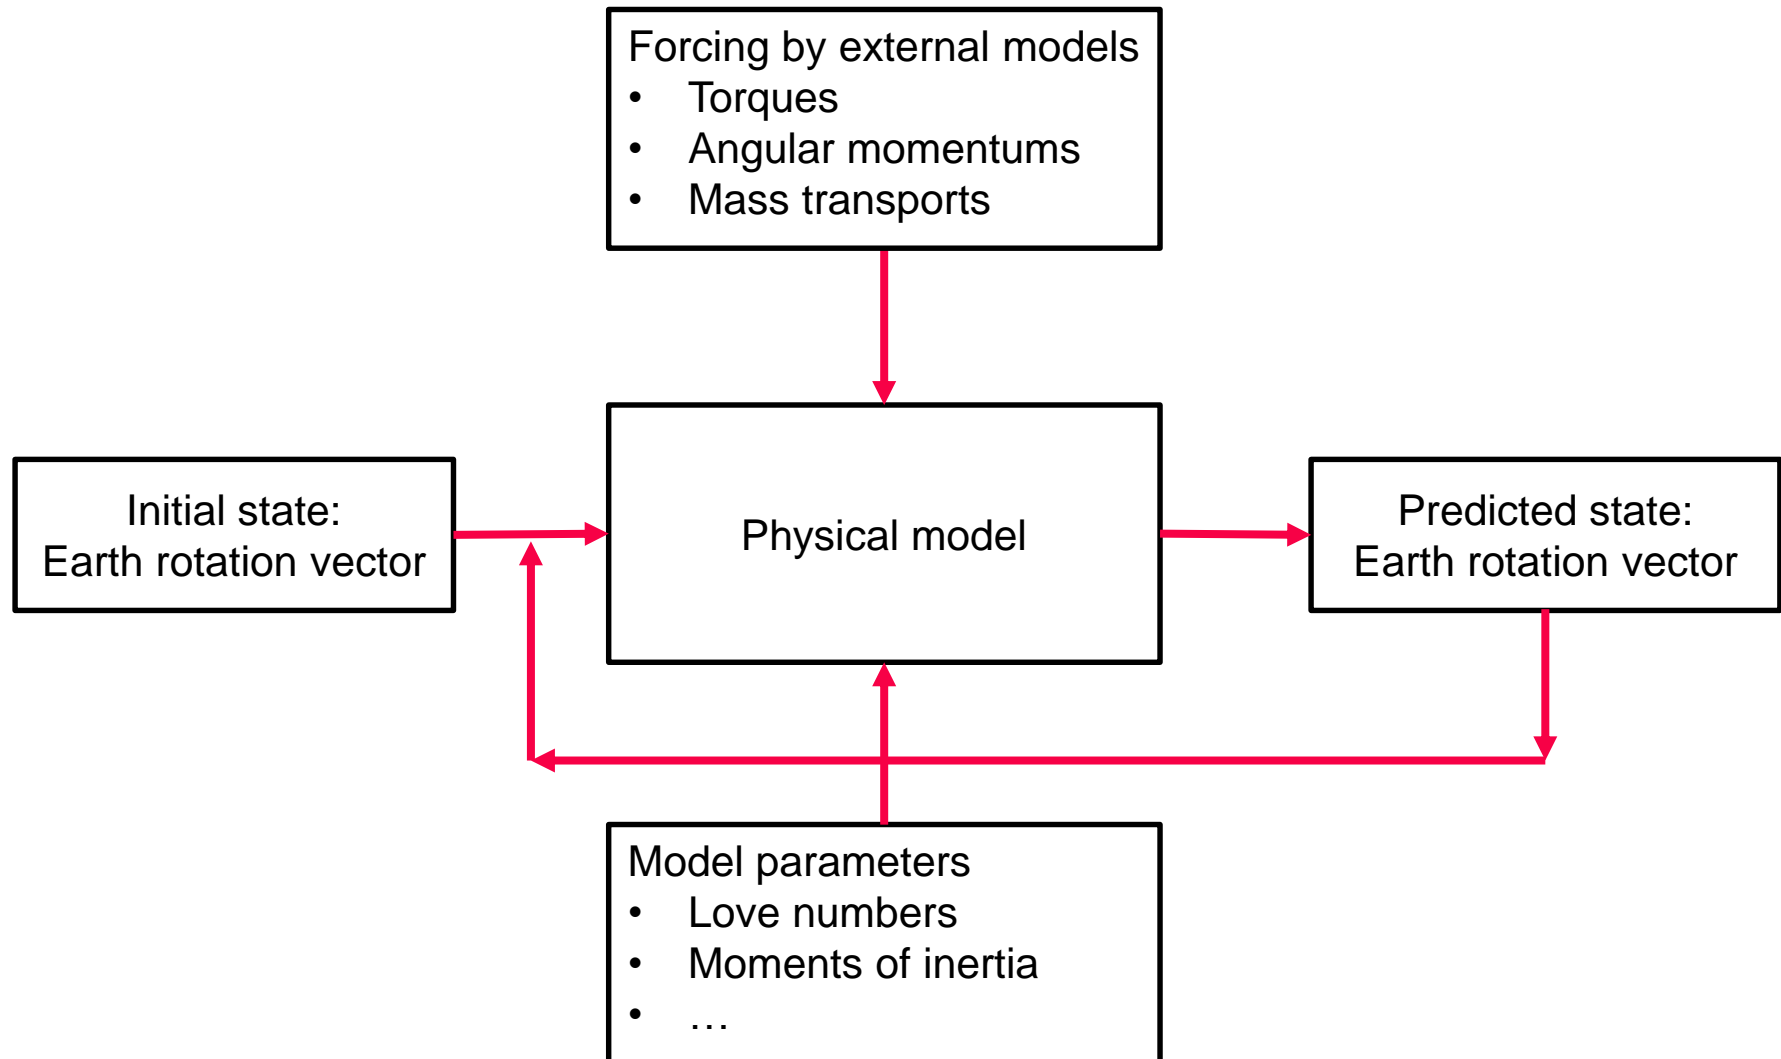 Forcing by external models
• Torques
• Angular momentums
• Mass transports
Initial state:
Earth rotation vector
Physical model
Predicted state:
Earth rotation vector
Model parameters
• Love numbers
• Moments of inertia
• …